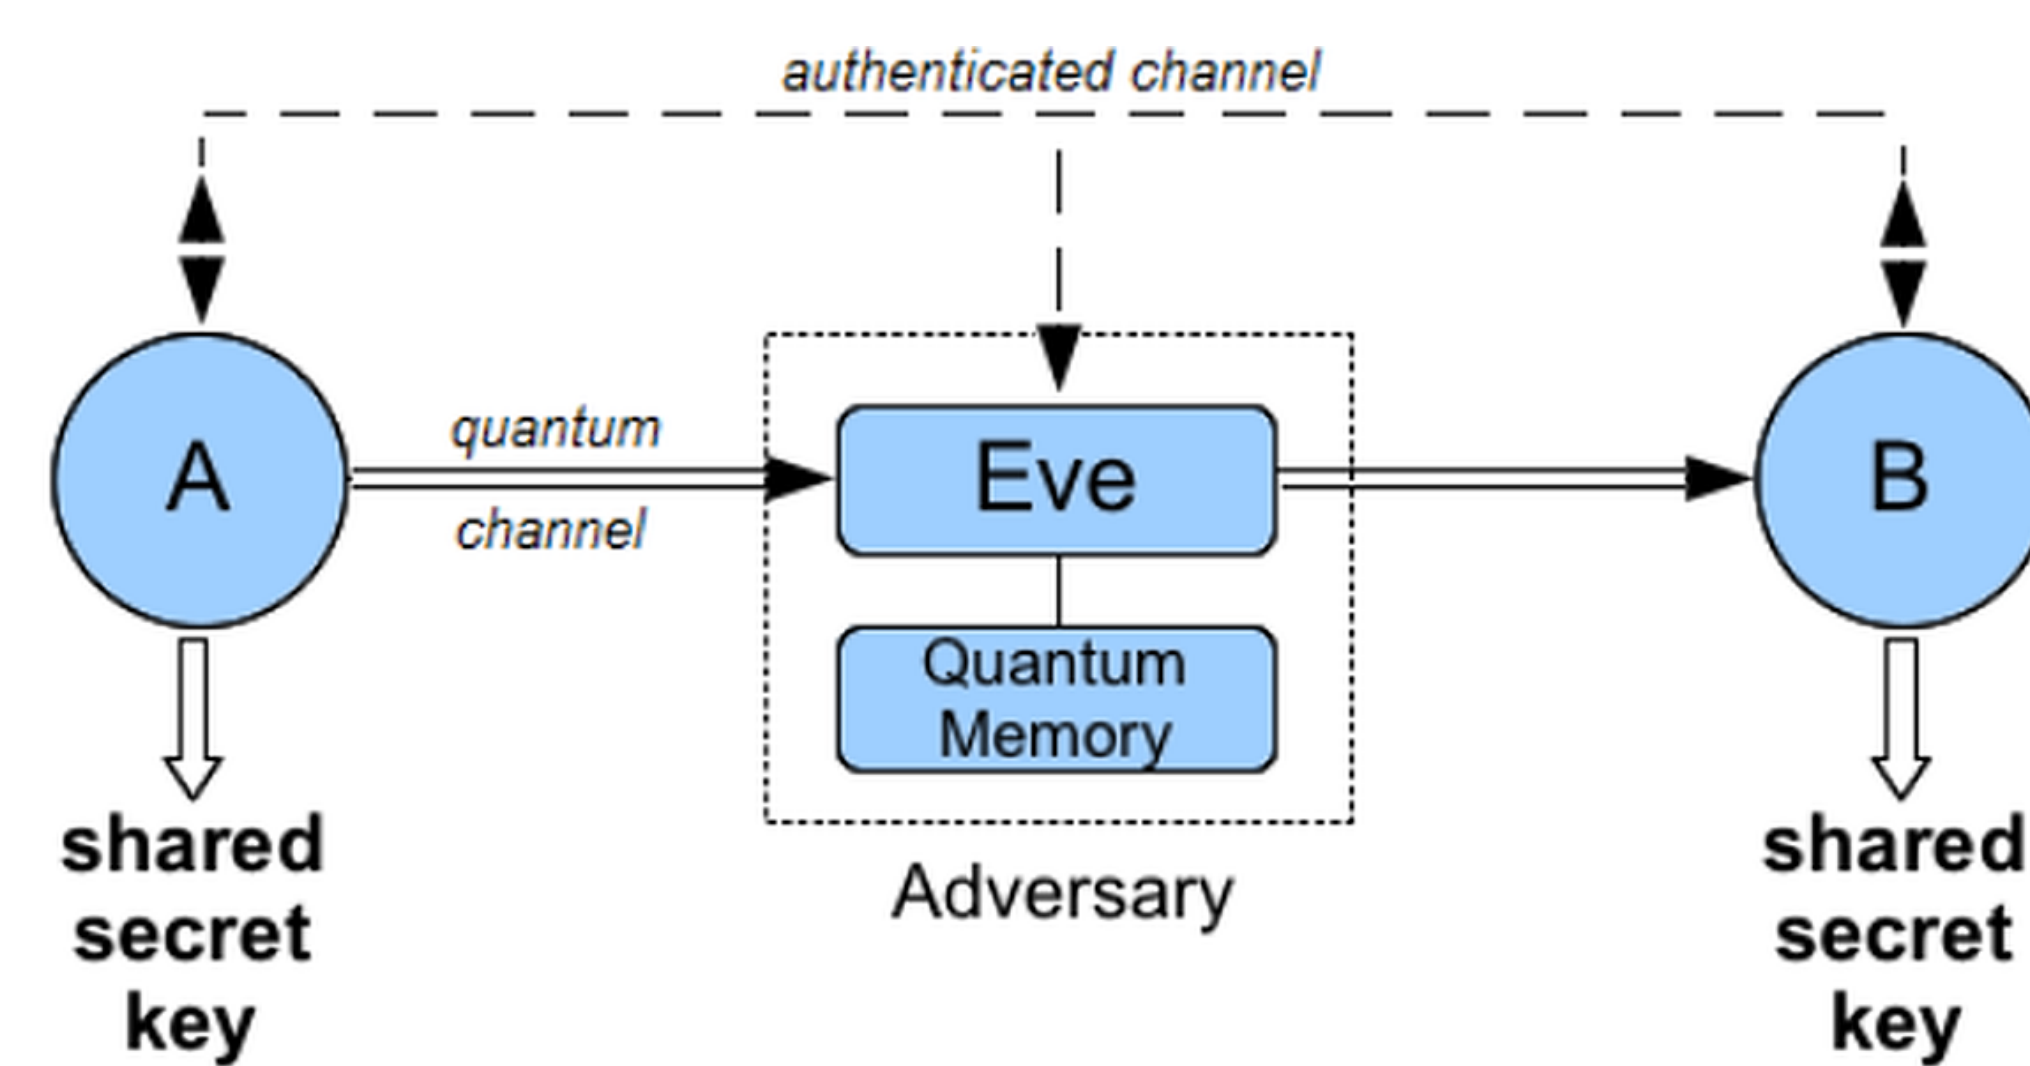 authenticated channel
A
quantum
channel
Eve
B
Quantum
Memory
Adversary
shared
secret
key
shared
secret
key